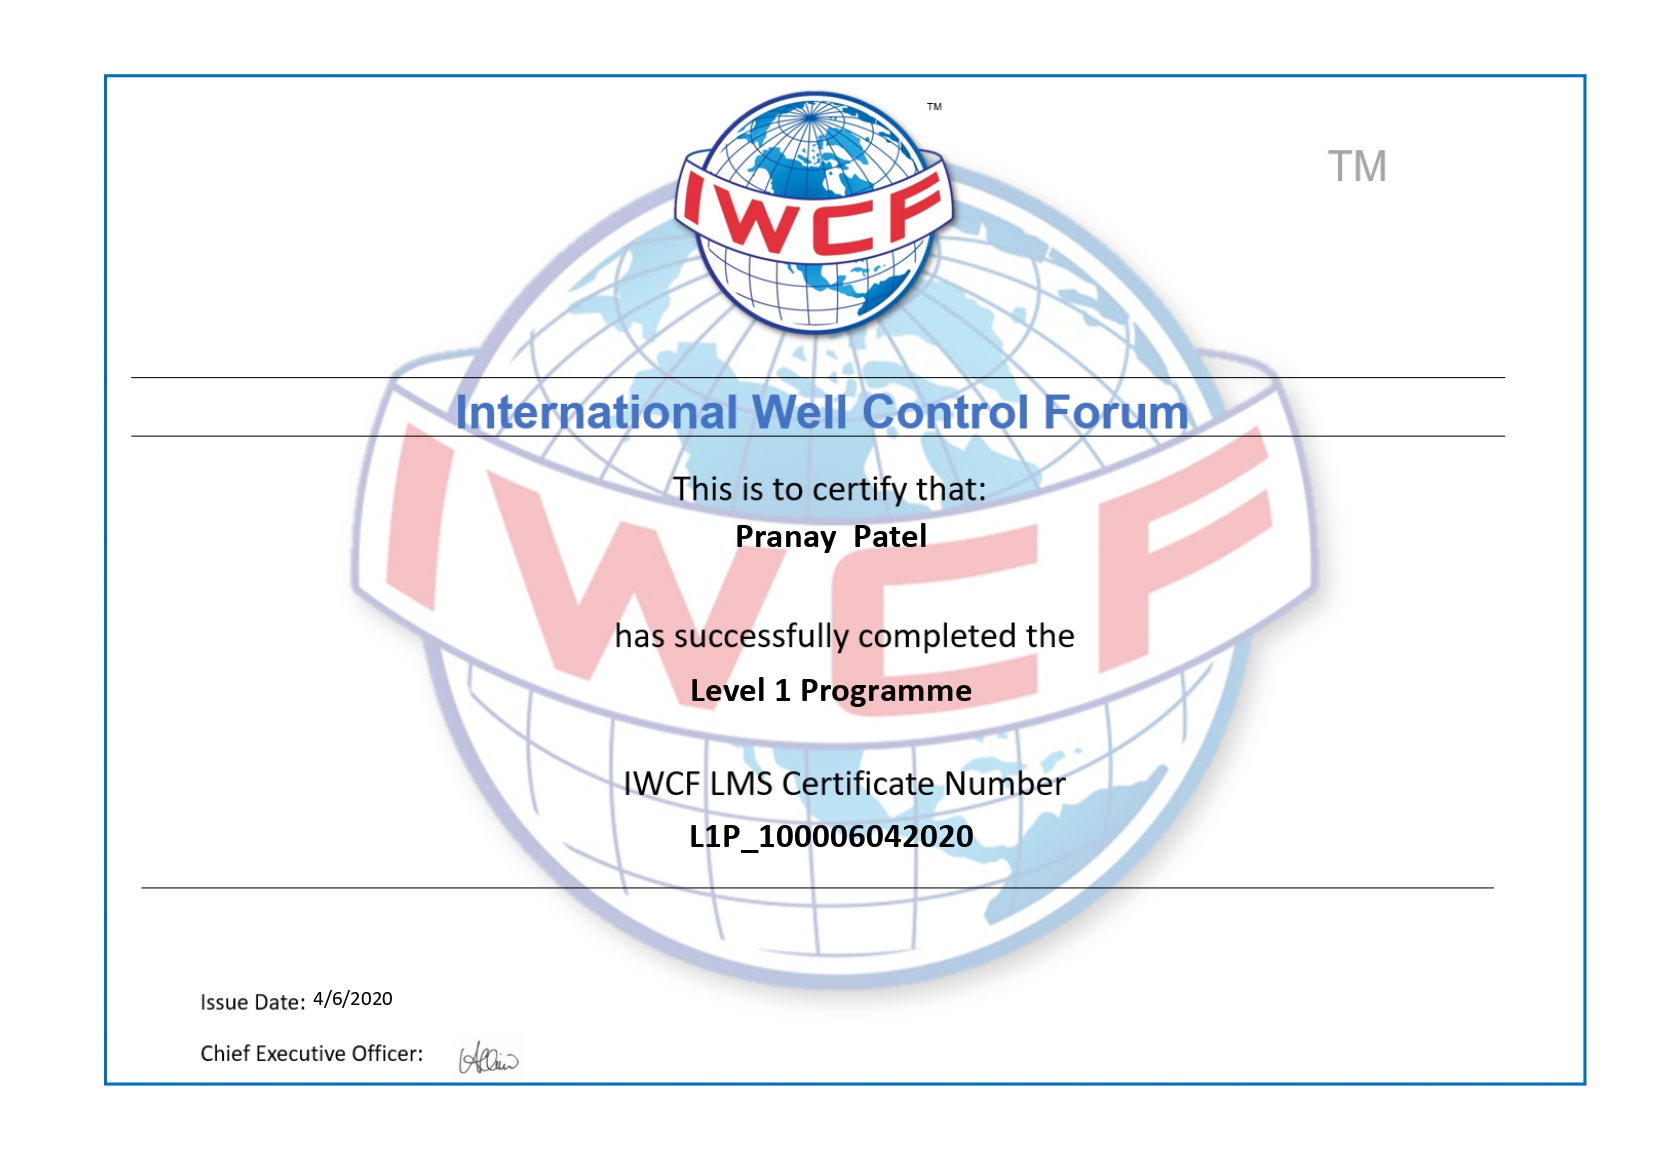 TM
IWCF
TM
International Well Control Forum
This is to certify that:
Pranay  Patel
IWCF
has successfully completed the
Level 1 Programme
IWCF LMS Certificate Number
L1P_100006042020
Issue Date: 4/6/2020
Chief Executive Officer: